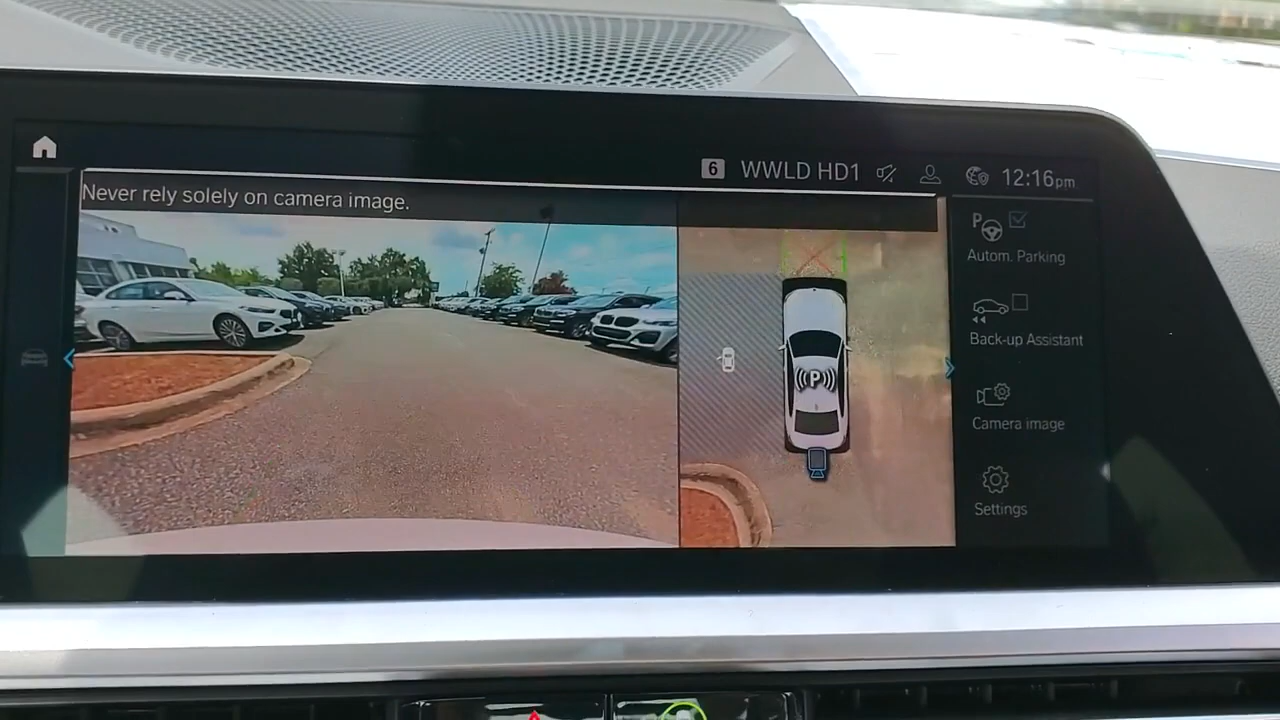 6 WWLD HD1 12:16pm
Never rely solely on camera image.
P
Autom. Parking
Back-up Assistant
Camera image
Settings
P